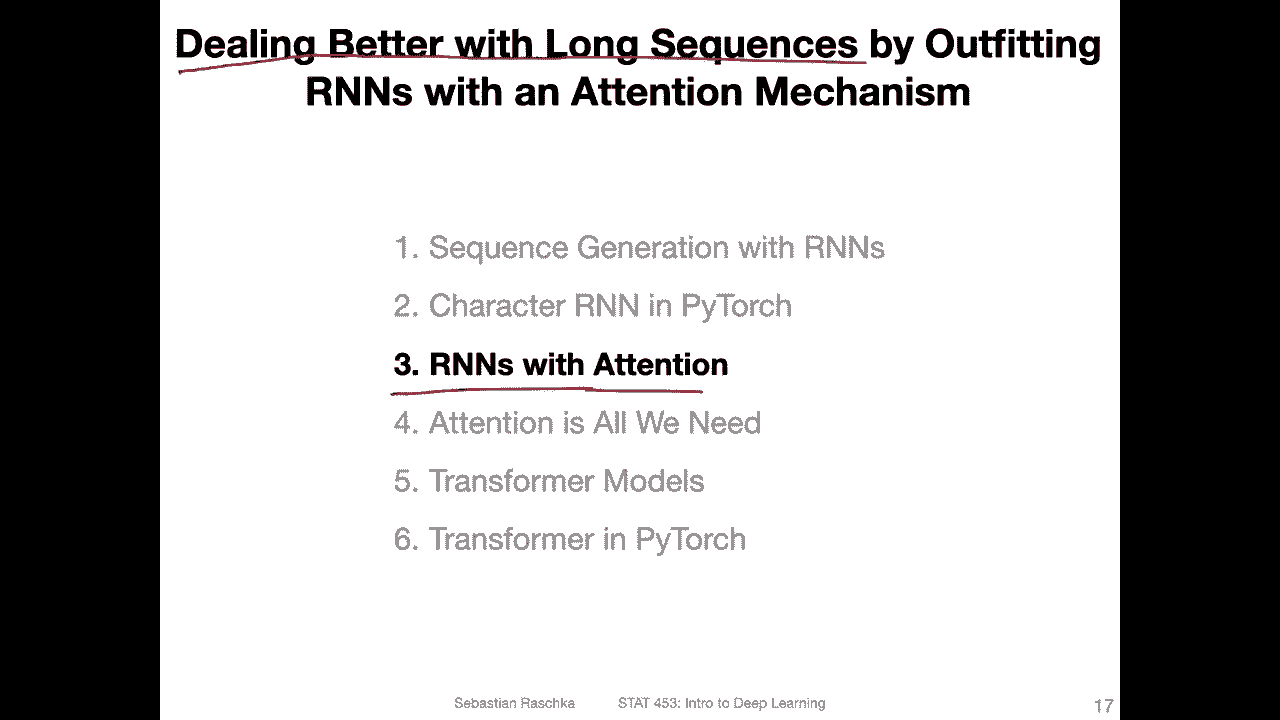 Dealing Better with Long Sequences by Outfitting
RNNs with an Attention Mechanism
1. Sequence Generation with RNNs
2. Character RNN in PyTorch
3. RNNs with Attention
4. Attention is All We Need
5. Transformer Models
6. Transformer in PyTorch
Sebastian Raschka STAT 453: Intro to Deep Learning 17